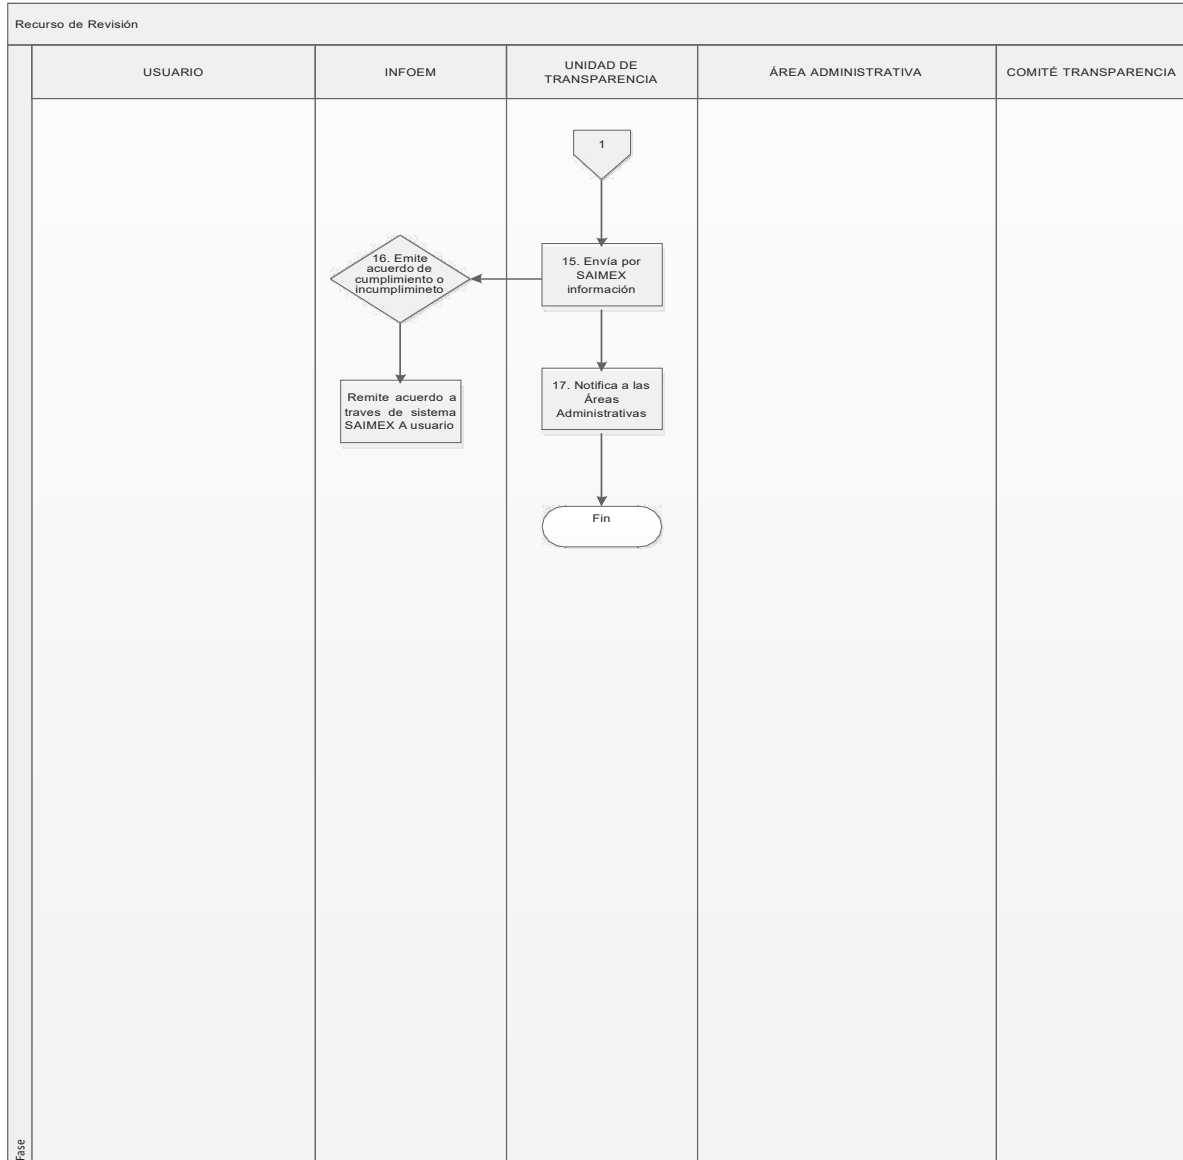 Recurso de Revisión
USUARIO
INFOEM
UNIDAD DE
TRANSPARENCIA
ÁREA ADMINISTRATIVA
COMITÉ TRANSPARENCIA
1
15. Envía por
SAIMEX
información
16. Emite
acuerdo de
cumplimiento o
incumplimineto
17. Notifica a las
Áreas
Administrativas
Remite acuerdo a
traves de sistema
SAIMEX A usuario
Fin
Fase